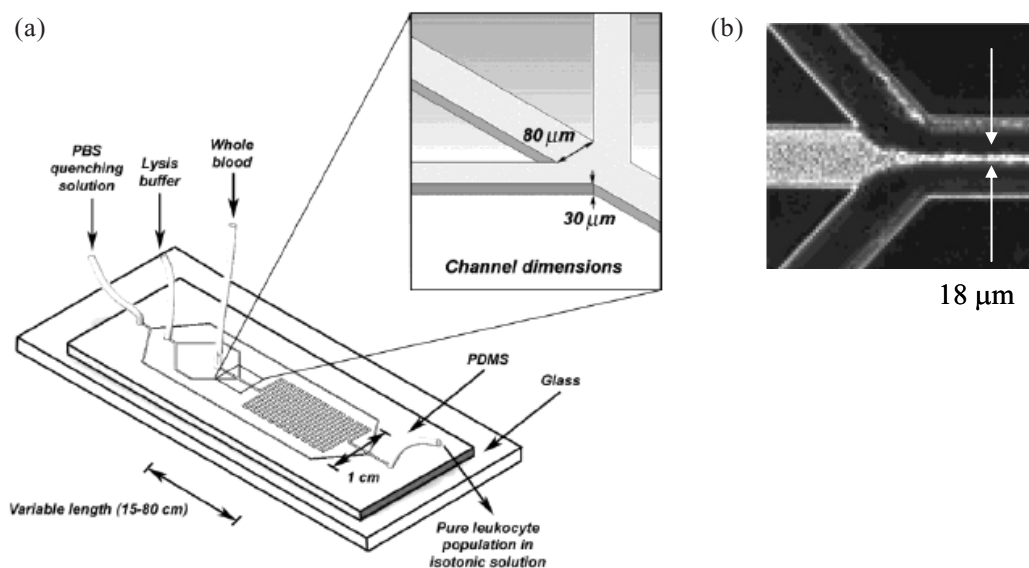 (a)
(b)
80 μm
30 μm
Channel dimensions
18 μm
PBS
quenching
solution
Lysis
buffer
Whole
blood
PDMS
Glass
1 cm
Variable length (15-80 cm)
Pure leukocyte
population in
isotonic solution